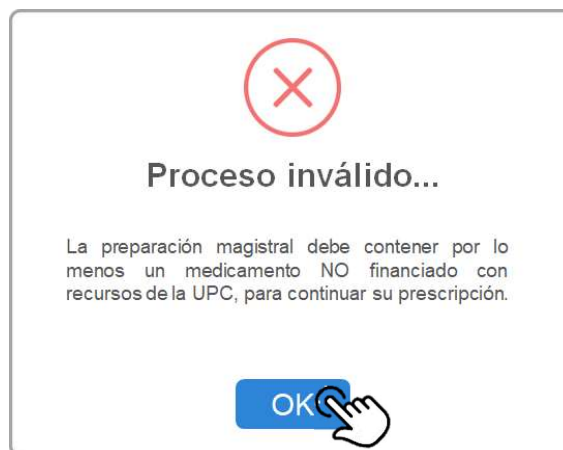 Proceso inválido...
La preparación magistral debe contener por lo
menos un medicamento NO financiado con
recursos de la UPC, para continuar su prescripción.
OK